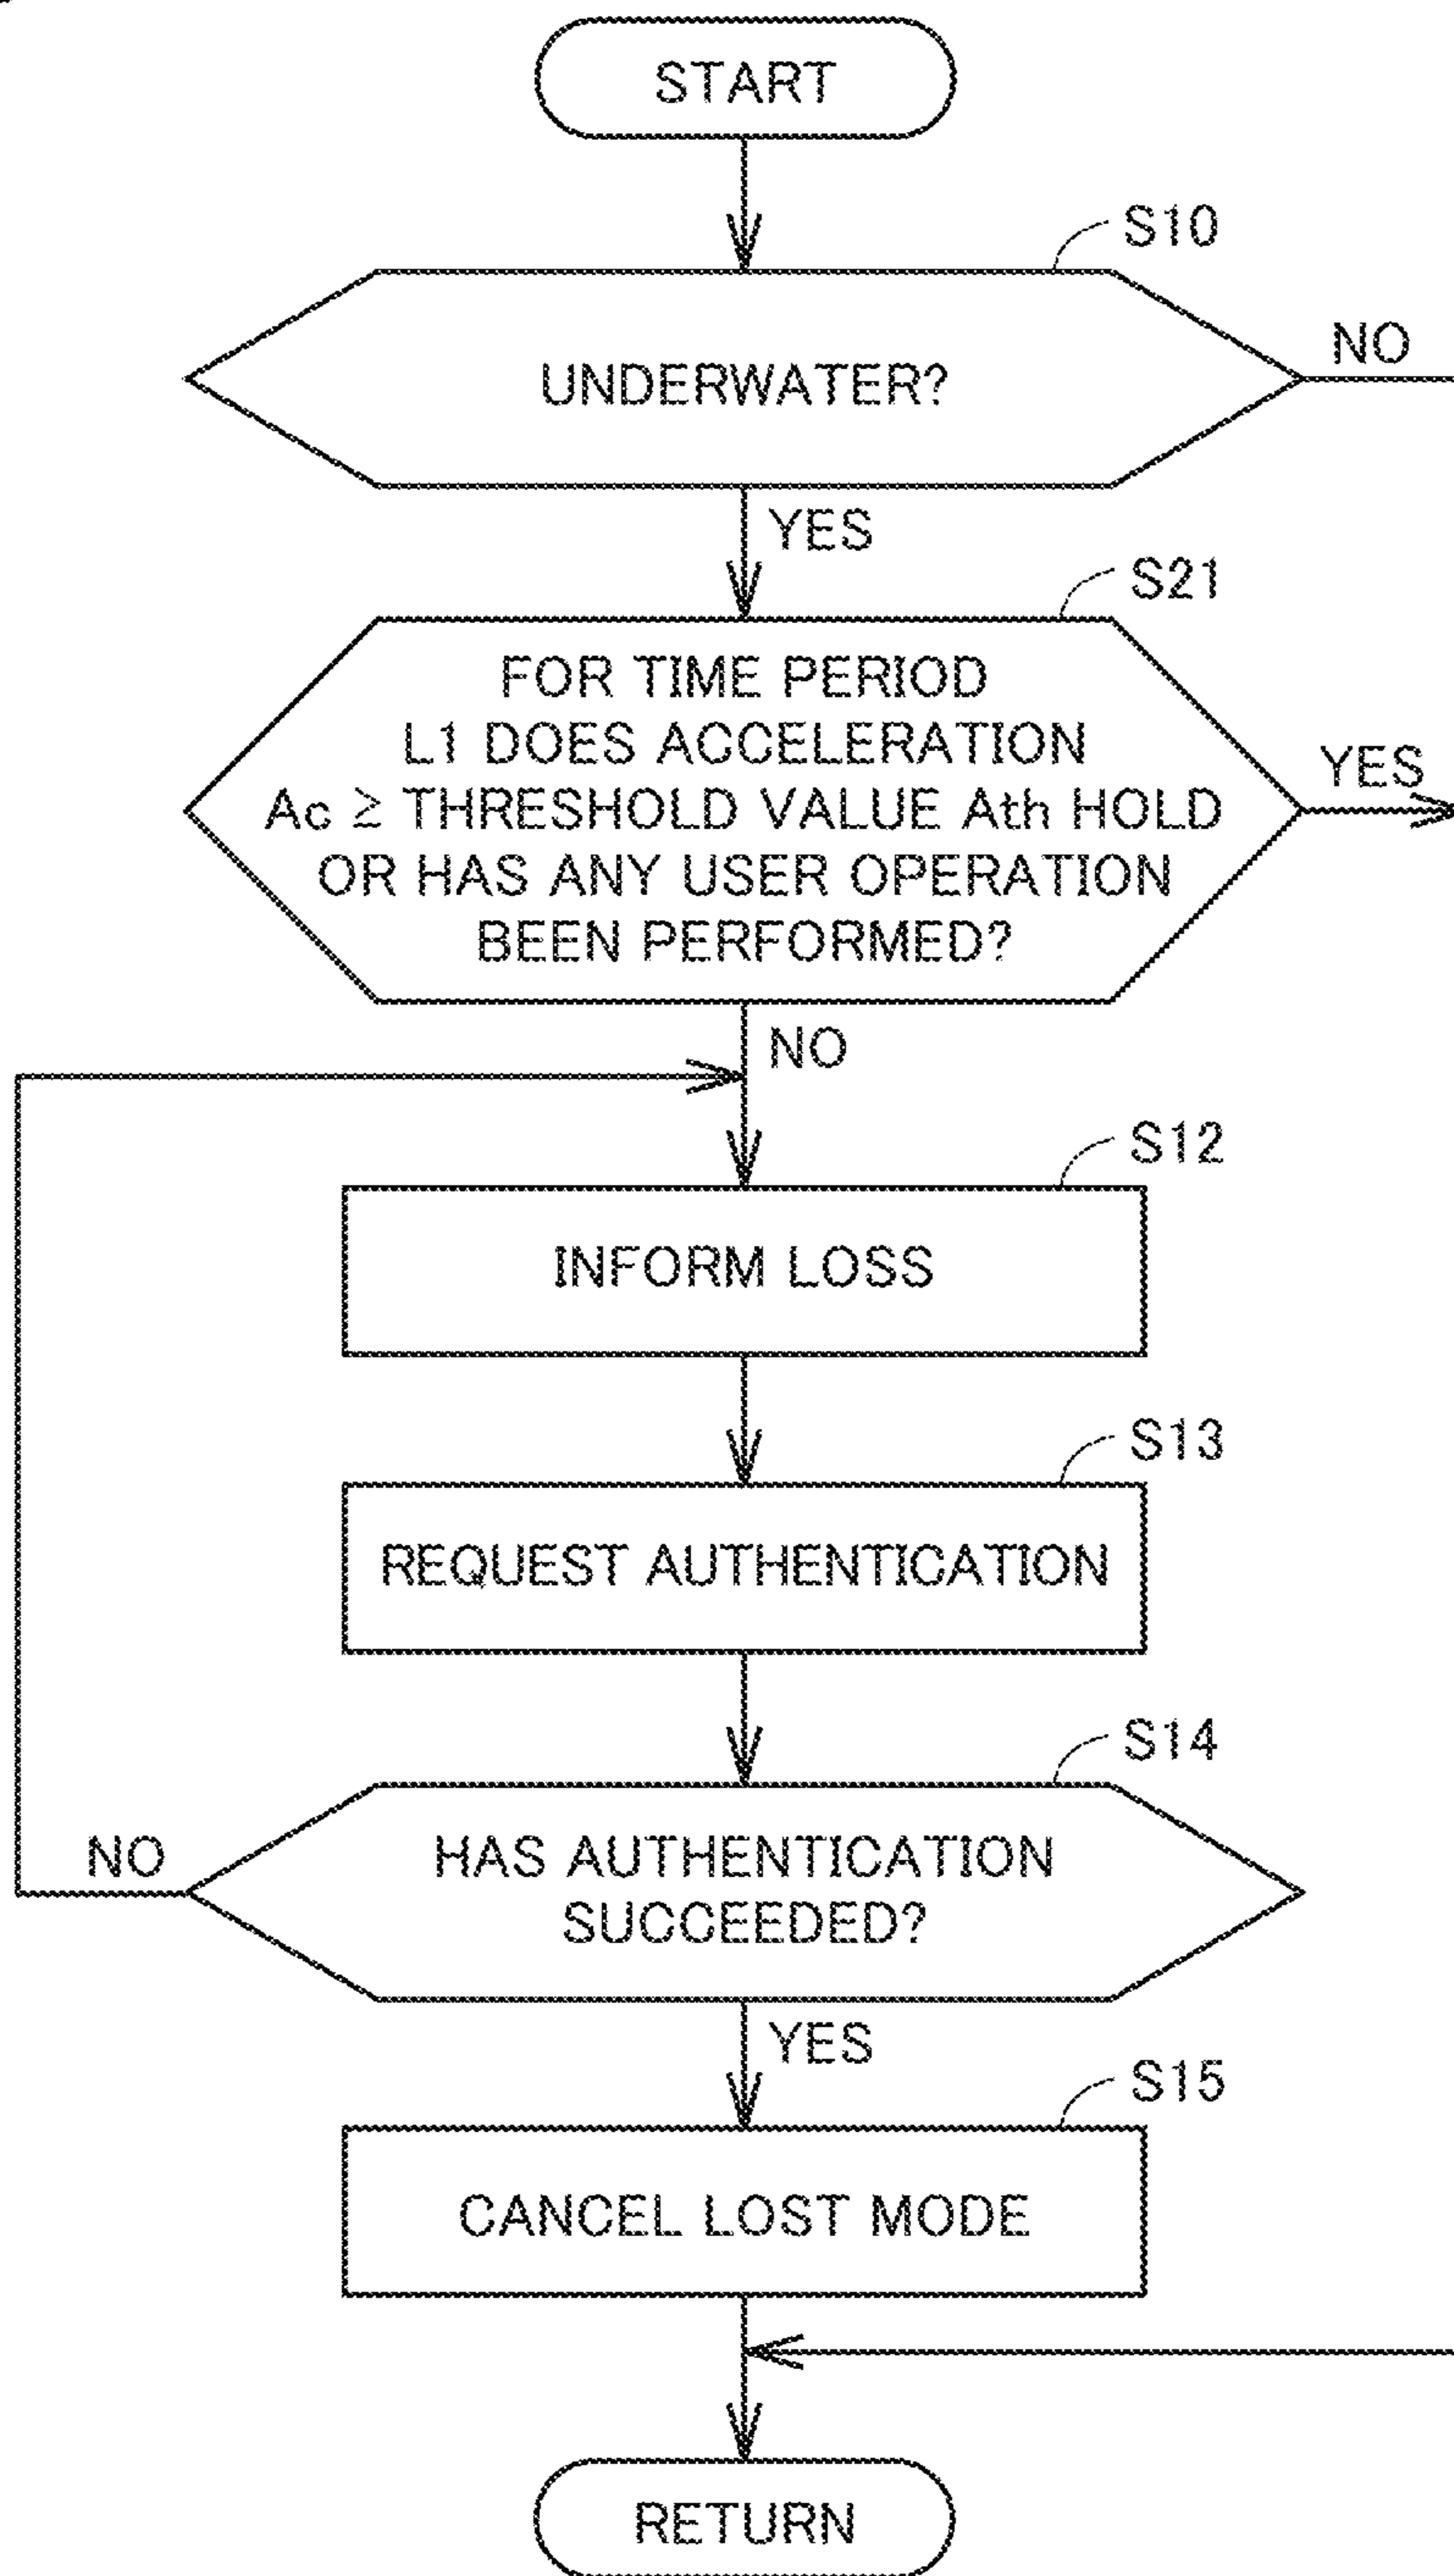 START
S10
UNDERWATER?
NO
YES
S21
FOR TIME PERIOD
L1 DOES ACCELERATION
Ac ≥ THRESHOLD VALUE Ath HOLD
OR HAS ANY USER OPERATION
BEEN PERFORMED?
YES
NO
S12
INFORM LOSS
S13
REQUEST AUTHENTICATION
S14
HAS AUTHENTICATION
SUCCEEDED?
NO
YES
S15
CANCEL LOST MODE
RETURN